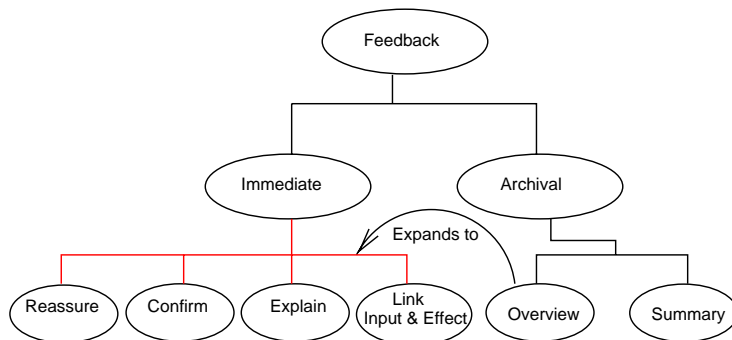 Feedback
Immediate
Archival
Expands to
Reassure
Confirm
Explain
Link
Input & Effect
Overview
Summary